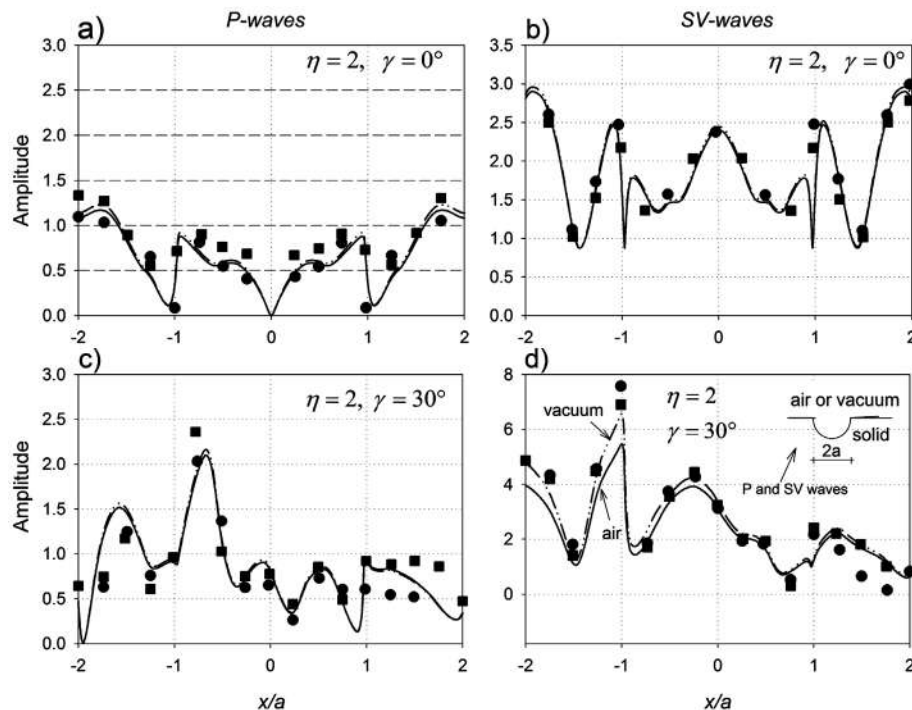 P-waves
SV-waves
a)
3.0
2.5
2.0
1.5
1.0
0.5
0.0
Amplitude
η = 2, γ = 0°
-2
-1
0
1
2
b)
3.5
3.0
2.5
2.0
1.5
1.0
0.5
0.0
η = 2, γ = 0°
-2
-1
0
1
2
c)
3.0
2.5
2.0
1.5
1.0
0.5
0.0
Amplitude
η = 2, γ = 30°
-2
-1
0
1
2
x/a
d)
8
6
4
2
0
vacuum
η = 2
γ = 30°
air
air or vacuum
solid
2a
P and SV waves
-2
-1
0
1
2
x/a